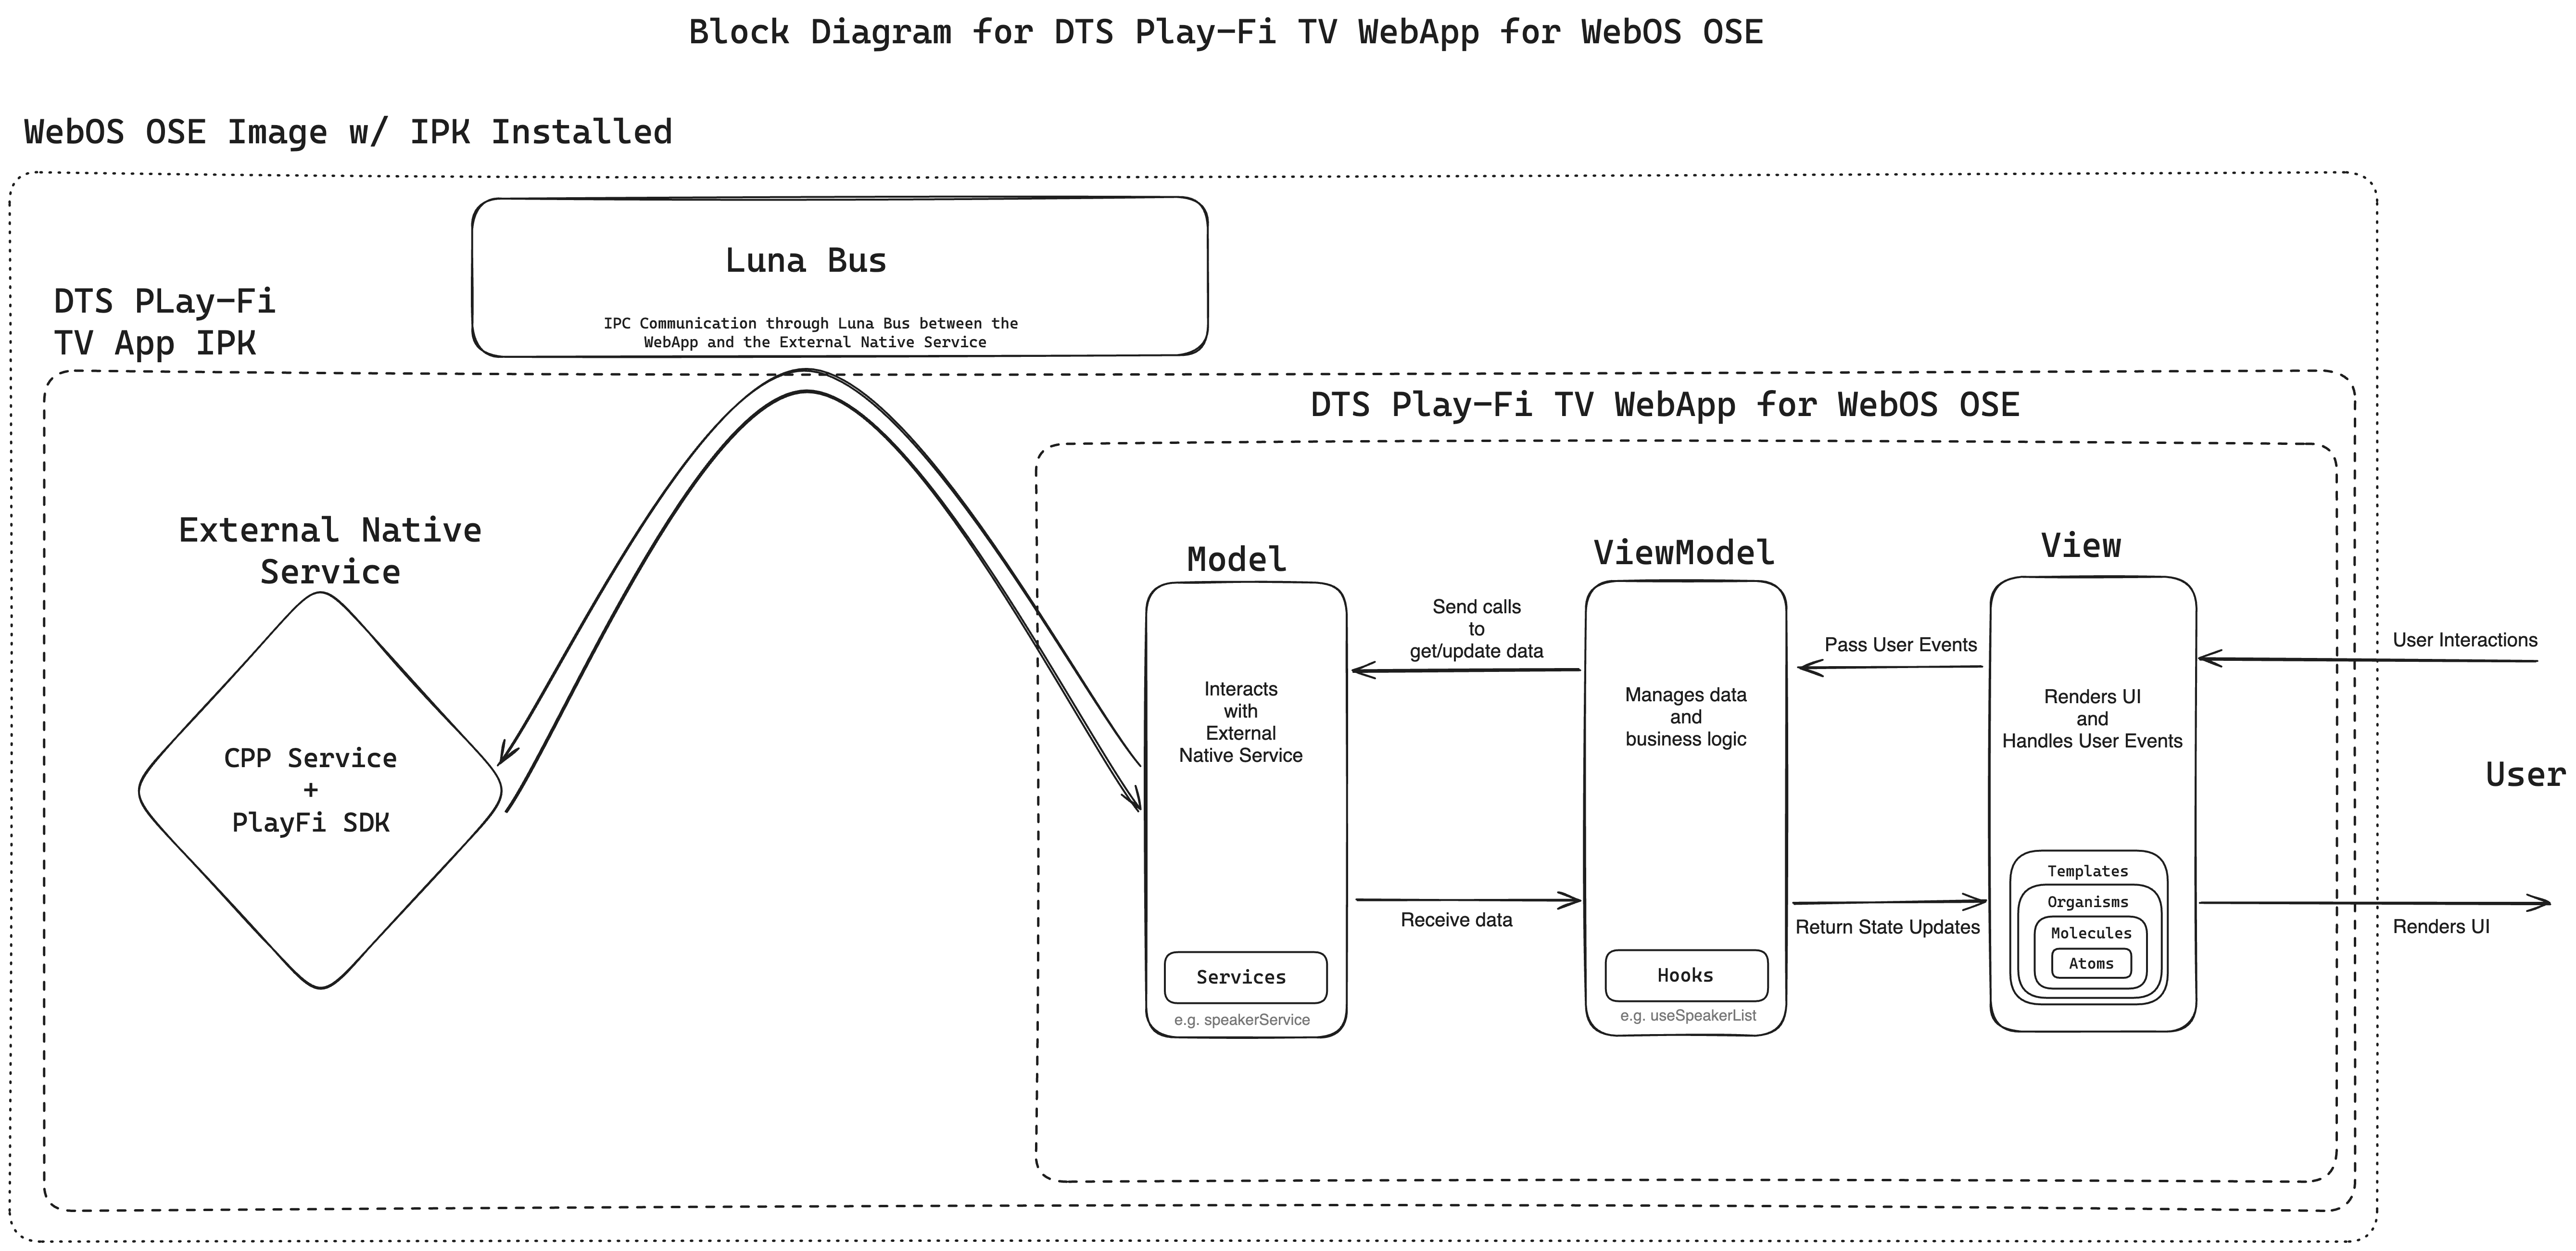 Block Diagram for DTS Play-Fi TV WebApp for WebOS OSE
WebOS OSE Image w/ IPK Installed
Luna Bus
IPC Communication through Luna Bus between the
WebApp and the External Native Service
DTS PLay-Fi
TV App IPK
DTS Play-Fi TV WebApp for WebOS OSE
External Native
Service
CPP Service
+
PlayFi SDK
Model
Interacts
with
External
Native Service
Services
e.g. speakerService
Send calls
to
get/update data
Receive data
ViewModel
Manages data
and
business logic
Hooks
e.g. useSpeakerList
Pass User Events
Return State Updates
View
Renders UI
and
Handles User Events
Templates
Organisms
Molecules
Atoms
User Interactions
User
Renders UI